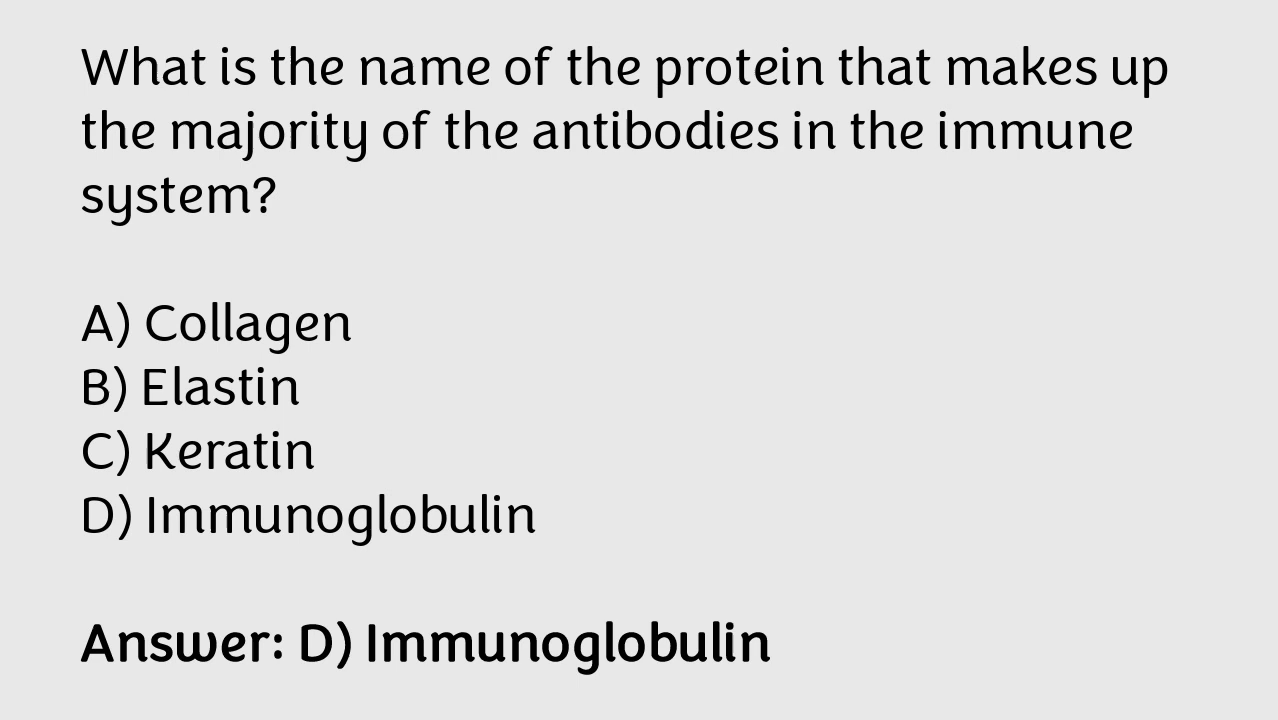 What is the name of the protein that makes up
the majority of the antibodies in the immune
system?
A) Collagen
B) Elastin
C) Keratin
D) Immunoglobulin
Answer: D) Immunoglobulin